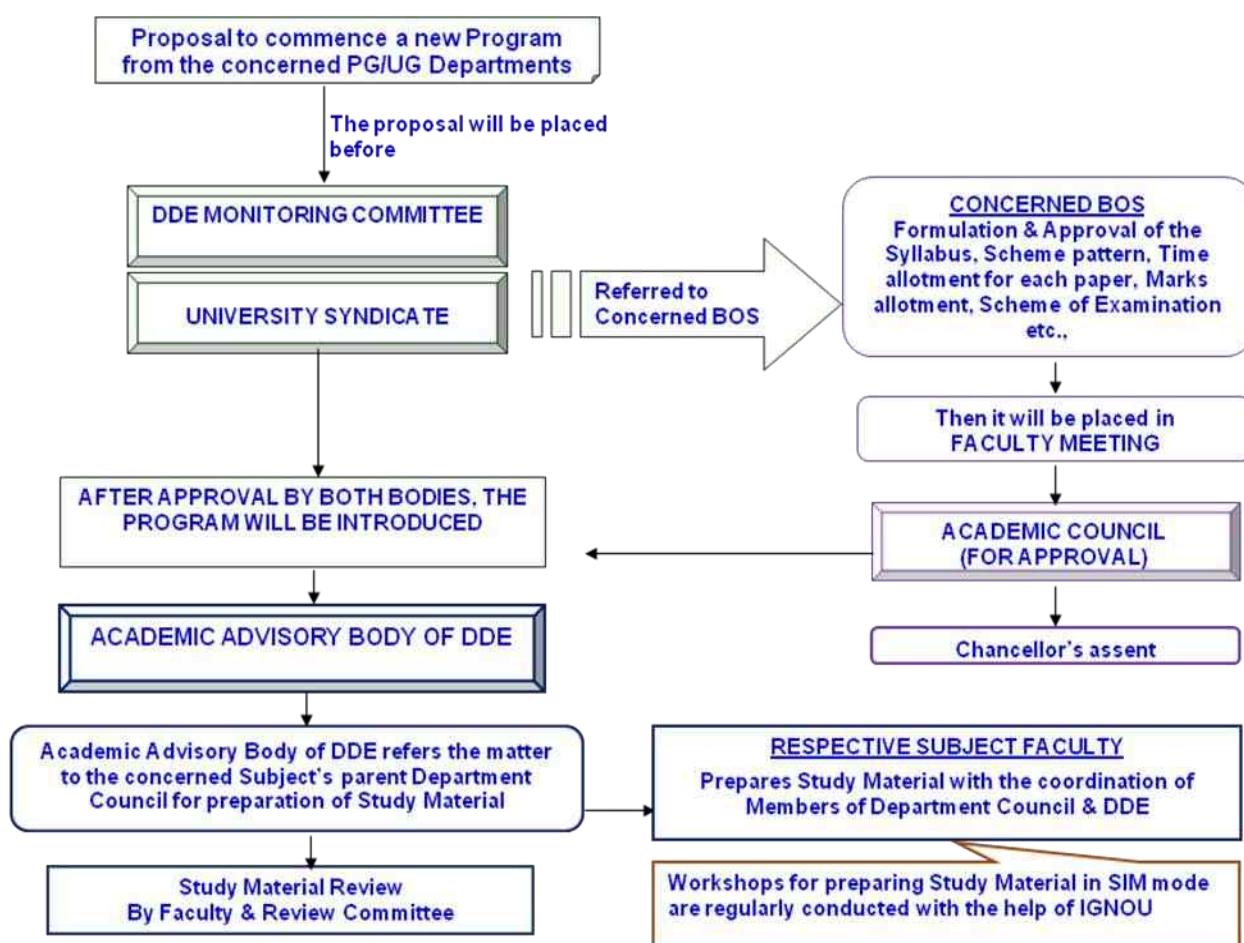 Proposal to commence a new Program
from the concerned PG/UG Departments
The proposal will be placed
before
DDE MONITORING COMMITTEE
UNIVERSITY SYNDICATE
Referred to
Concerned BOS
CONCERNED BOS
Formulation & Approval of the
Syllabus, Scheme pattern, Time
allotment for each paper, Marks
allotment, Scheme of Examination
etc.,
Then it will be placed in
FACULTY MEETING
ACADEMIC COUNCIL
(FOR APPROVAL)
Chancellor's assent
AFTER APPROVAL BY BOTH BODIES, THE
PROGRAM WILL BE INTRODUCED
ACADEMIC ADVISORY BODY OF DDE
Academic Advisory Body of DDE refers the matter
to the concerned Subject's parent Department
Council for preparation of Study Material
RESPECTIVE SUBJECT FACULTY
Prepares Study Material with the coordination of
Members of Department Council & DDE
Study Material Review
By Faculty & Review Committee
Workshops for preparing Study Material in SIM mode
are regularly conducted with the help of IGNOU